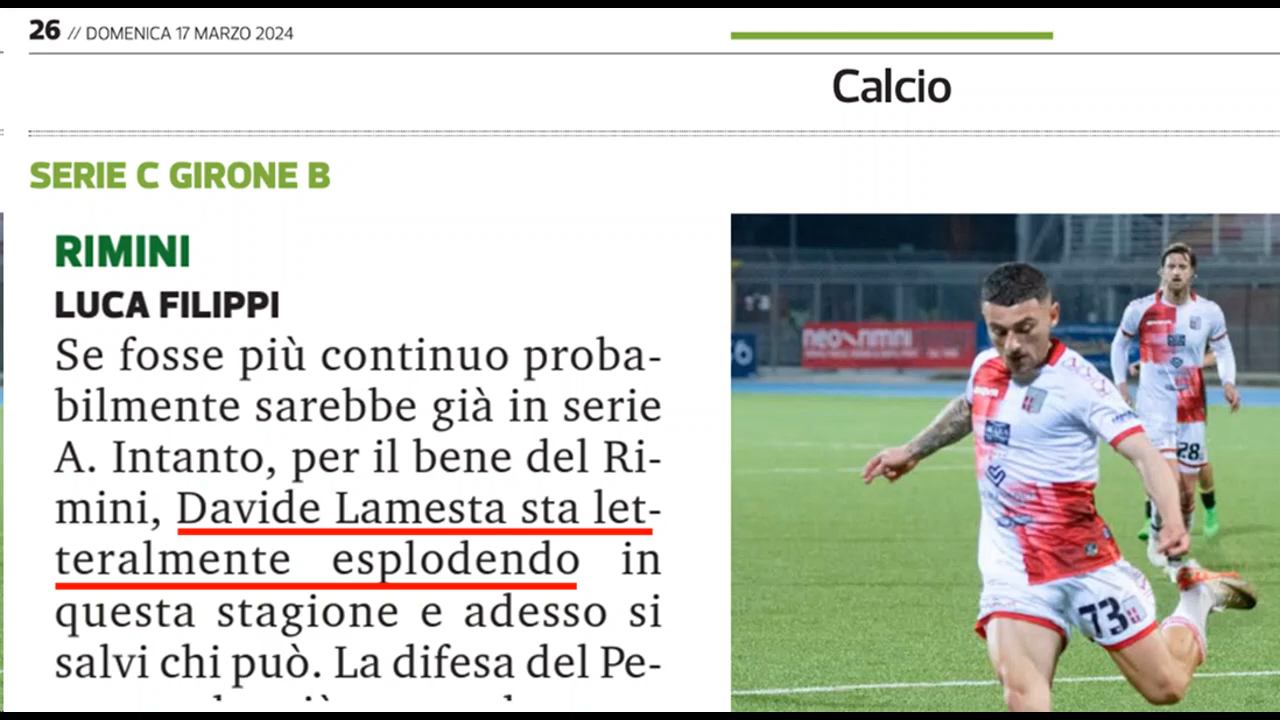 26 // DOMENICA 17 MARZO 2024
Calcio
SERIE C GIRONE B
RIMINI
LUCA FILIPPI
Se fosse più continuo proba-
bilmente sarebbe già in serie
A. Intanto, per il bene del Ri-
mini, Davide Lamesta sta let-
teralmente esplodendo in
questa stagione e adesso si
salvi chi può. La difesa del Pe-
neo rimini
28
73